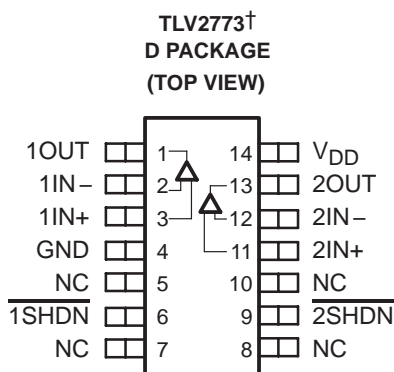 TLV2773†
D PACKAGE
(TOP VIEW)
1OUT 1 14 VDD
1IN− 2 13 2OUT
1IN+ 3 12 2IN−
GND 4 11 2IN+
NC 5 10 NC
1SHDN 6 9 2SHDN
NC 7 8 NC